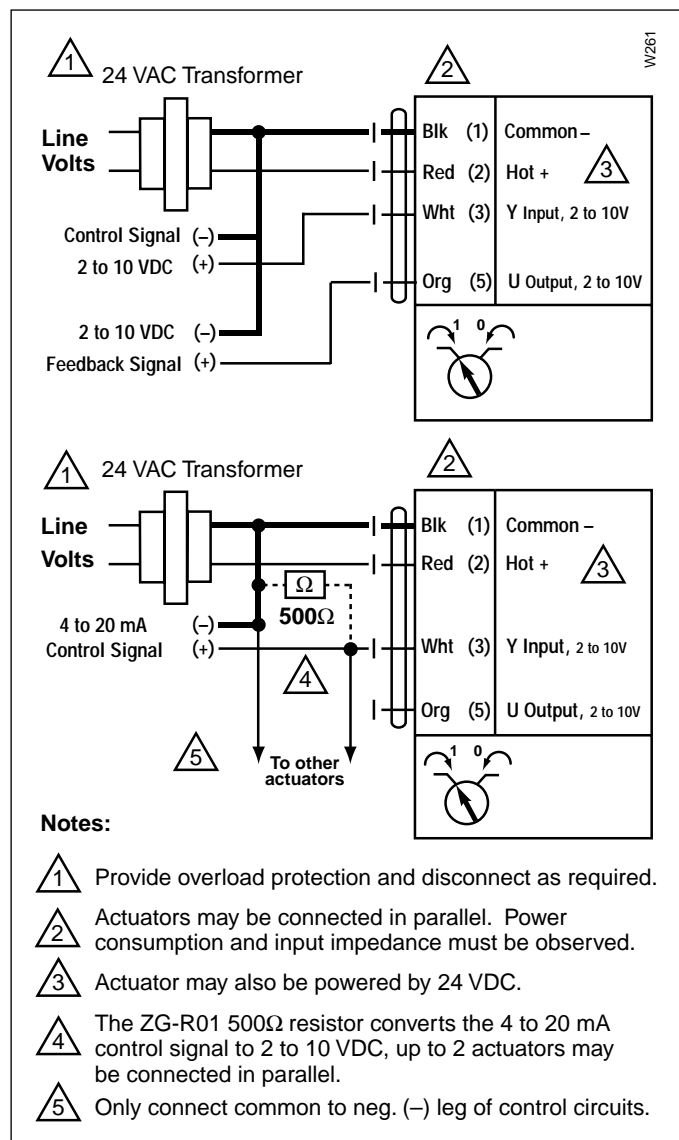 W261
1 24 VAC Transformer
2
Line Volts
Blk (1) Common –
Red (2) Hot +
3
Wht (3) Y Input, 2 to 10V
Org (5) U Output, 2 to 10V
Control Signal (–)
2 to 10 VDC (+)
2 to 10 VDC (–)
Feedback Signal (+)
1 0
1 24 VAC Transformer
2
Line
Volts
Blk (1) Common –
Red (2) Hot +
3
Ω
500Ω
4 to 20 mA (–)
Control Signal (+)
Wht (3) Y Input, 2 to 10V
4
Org (5) U Output, 2 to 10V
5
To other
actuators
1 0
Notes:
1 Provide overload protection and disconnect as required.
2 Actuators may be connected in parallel. Power
consumption and input impedance must be observed.
3 Actuator may also be powered by 24 VDC.
4 The ZG-R01 500Ω resistor converts the 4 to 20 mA
control signal to 2 to 10 VDC, up to 2 actuators may
be connected in parallel.
5 Only connect common to neg. (–) leg of control circuits.